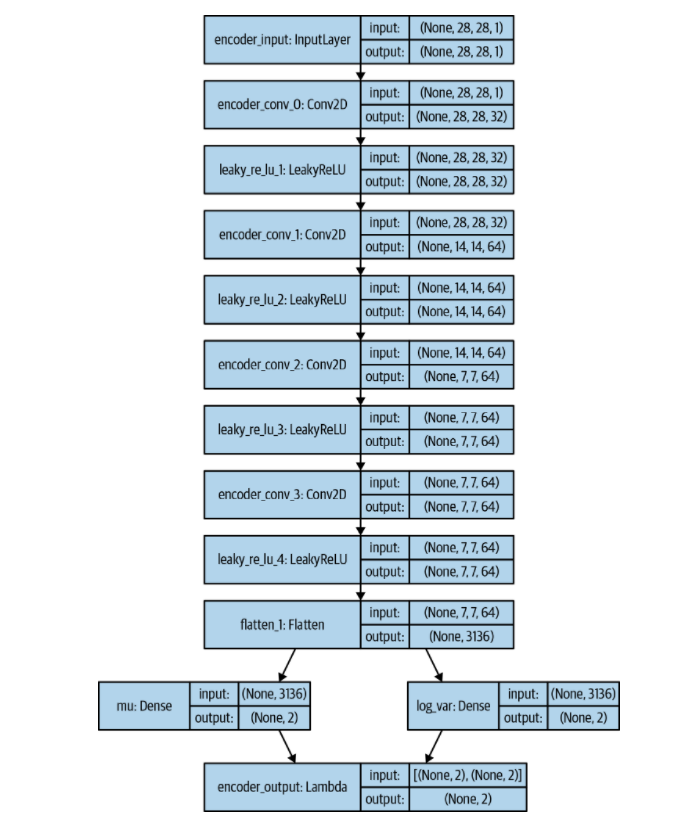 encoder_input: InputLayer
input: (None, 28, 28, 1)
output: (None, 28, 28, 1)
encoder_conv_0: Conv2D
input: (None, 28, 28, 1)
output: (None, 28, 28, 32)
leaky_re_lu_1: LeakyReLU
input: (None, 28, 28, 32)
output: (None, 28, 28, 32)
encoder_conv_1: Conv2D
input: (None, 28, 28, 32)
output: (None, 14, 14, 64)
leaky_re_lu_2: LeakyReLU
input: (None, 14, 14, 64)
output: (None, 14, 14, 64)
encoder_conv_2: Conv2D
input: (None, 14, 14, 64)
output: (None, 7, 7, 64)
leaky_re_lu_3: LeakyReLU
input: (None, 7, 7, 64)
output: (None, 7, 7, 64)
encoder_conv_3: Conv2D
input: (None, 7, 7, 64)
output: (None, 7, 7, 64)
leaky_re_lu_4: LeakyReLU
input: (None, 7, 7, 64)
output: (None, 7, 7, 64)
flatten_1: Flatten
input: (None, 7, 7, 64)
output: (None, 3136)
mu: Dense
input: (None, 3136)
output: (None, 2)
log_var: Dense
input: (None, 3136)
output: (None, 2)
encoder_output: Lambda
input: [(None, 2), (None, 2)]
output: (None, 2)